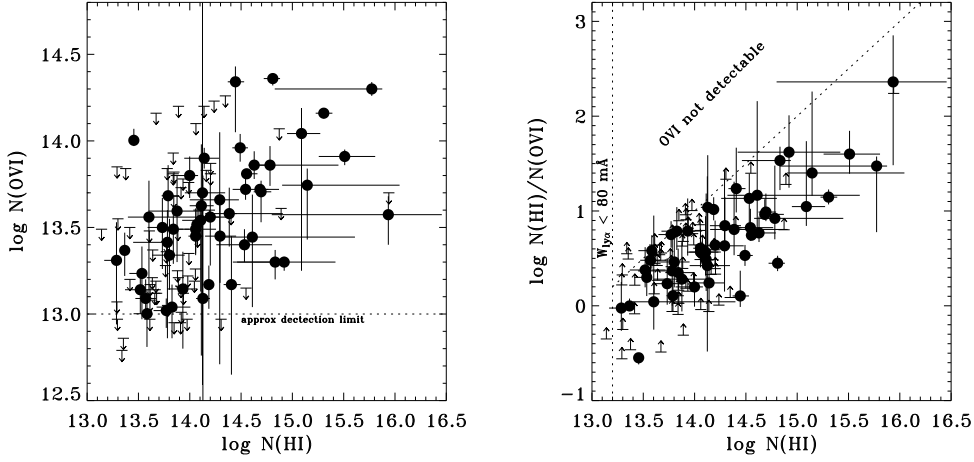 14.5
14.0
13.5
13.0
12.5
log N(OVI)
approx dectection limit
13.0 13.5 14.0 14.5 15.0 15.5 16.0 16.5
log N(HI)
3
2
1
0
−1
log N(HI)/N(OVI)
OVI not detectable
W Lyα < 80 mÅ
13.0 13.5 14.0 14.5 15.0 15.5 16.0 16.5
log N(HI)